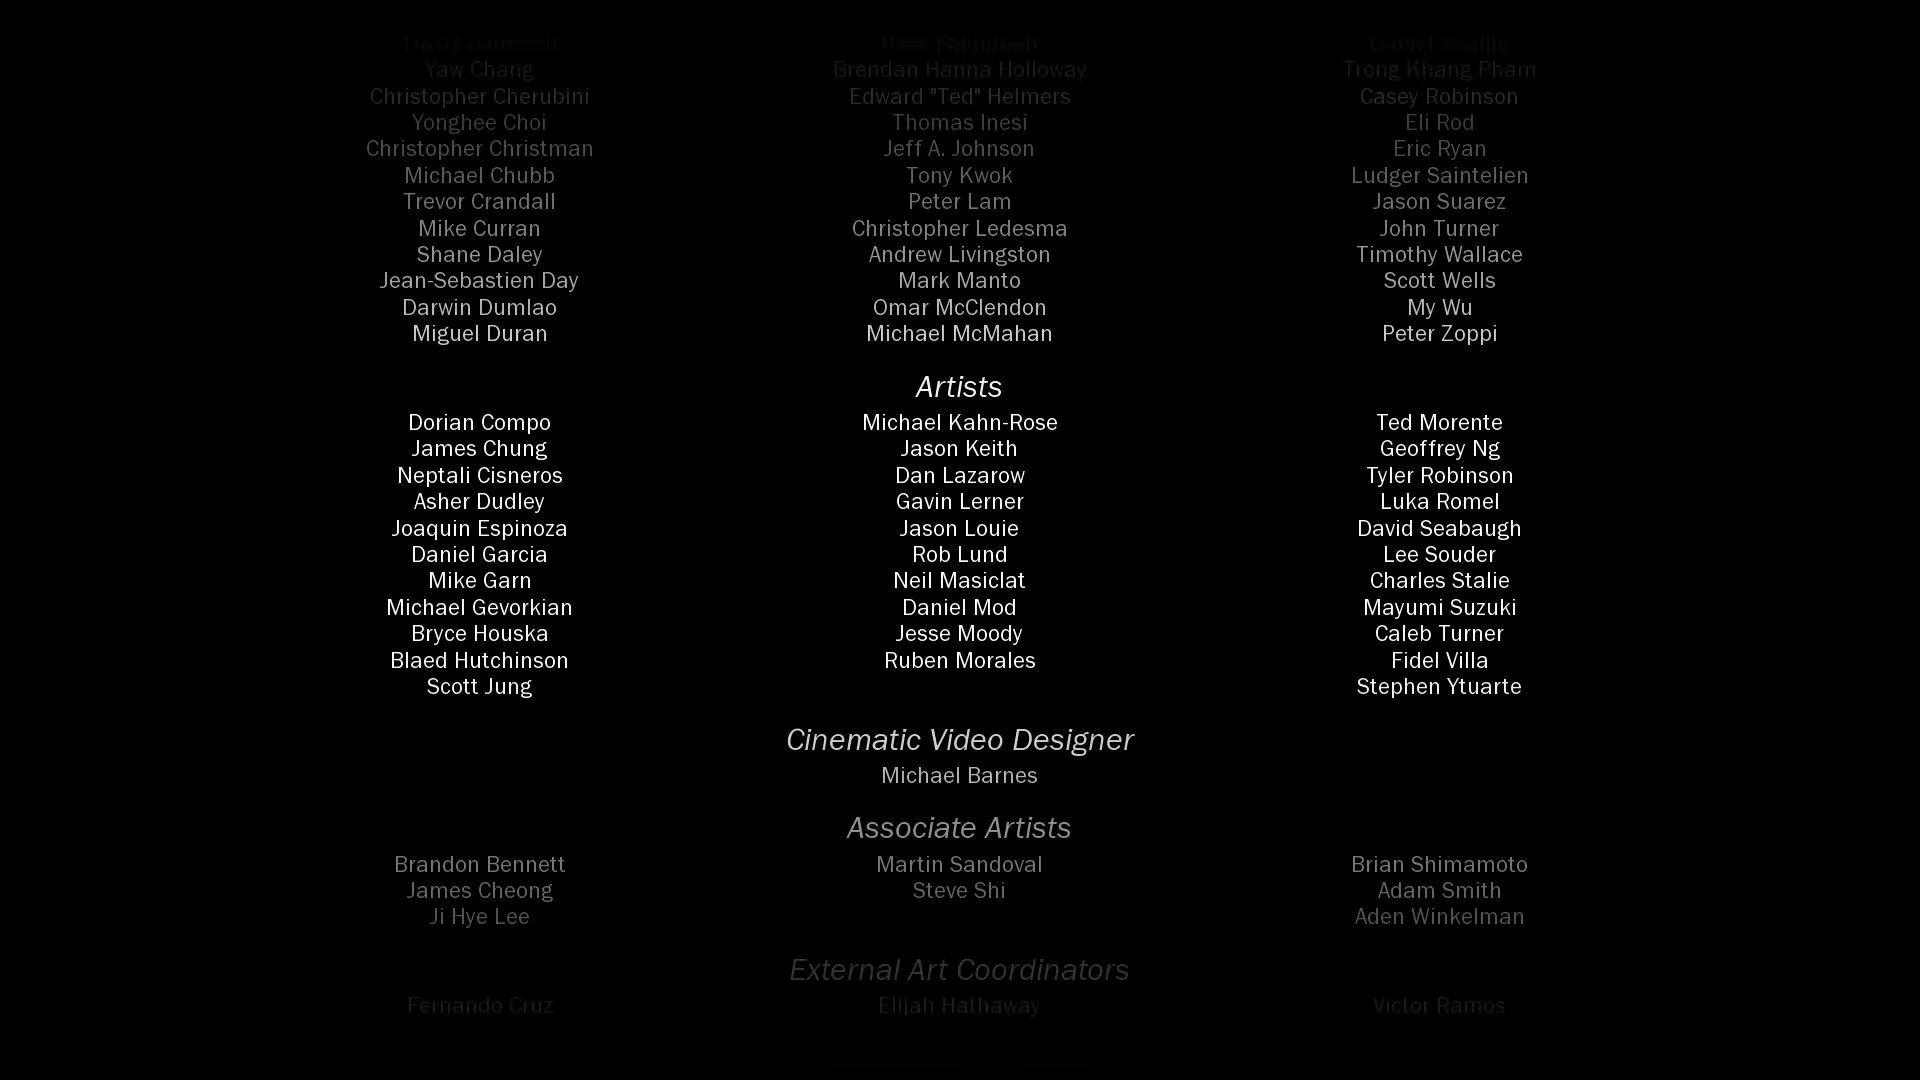 Yaw Chang
Christopher Cherubini
Yonghee Choi
Christopher Christman
Michael Chubb
Trevor Crandall
Mike Curran
Shane Daley
Jean-Sebastien Day
Darwin Dumlao
Miguel Duran
Brendan Hanna Holloway
Edward "Ted" Helmers
Thomas Inesi
Jeff A. Johnson
Tony Kwok
Peter Lam
Christopher Ledesma
Andrew Livingston
Mark Manto
Omar McClendon
Michael McMahan
Trong Khang Pham
Casey Robinson
Eli Rod
Eric Ryan
Ludger Saintelien
Jason Suarez
John Turner
Timothy Wallace
Scott Wells
My Wu
Peter Zoppi
Artists
Dorian Compo
James Chung
Neptali Cisneros
Asher Dudley
Joaquin Espinoza
Daniel Garcia
Mike Garn
Michael Gevorkian
Bryce Houska
Blaed Hutchinson
Scott Jung
Michael Kahn-Rose
Jason Keith
Dan Lazarow
Gavin Lerner
Jason Louie
Rob Lund
Neil Masiclat
Daniel Mod
Jesse Moody
Ruben Morales
Ted Morente
Geoffrey Ng
Tyler Robinson
Luka Romel
David Seabaugh
Lee Souder
Charles Stalie
Mayumi Suzuki
Caleb Turner
Fidel Villa
Stephen Ytuarte
Cinematic Video Designer
Michael Barnes
Associate Artists
Brandon Bennett
James Cheong
Ji Hye Lee
Martin Sandoval
Steve Shi
Brian Shimamoto
Adam Smith
Aden Winkelman
External Art Coordinators
Fernando Cruz
Elijah Hathaway
Victor Ramos